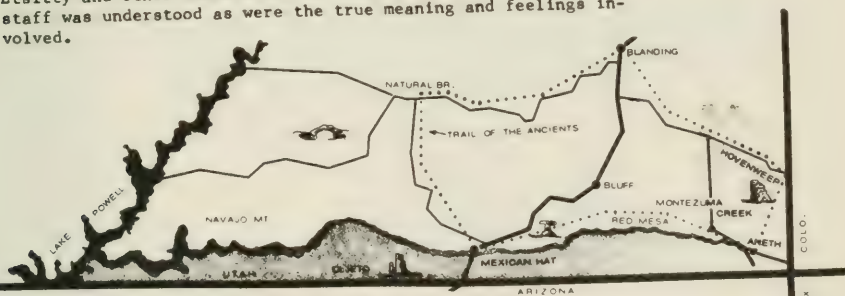 staff was understood as were the true meaning and feelings in-
volved.
BLANDING
NATURAL BR.
TRAIL OF THE ANCIENTS
HOVENWEEP
BLUFF
LAKE POWELL
NAVAJO MT.
MONTEZUMA
CREEK
RED MESA
ANETH
MEXICAN HAT
UTAH
COLO.
ARIZONA